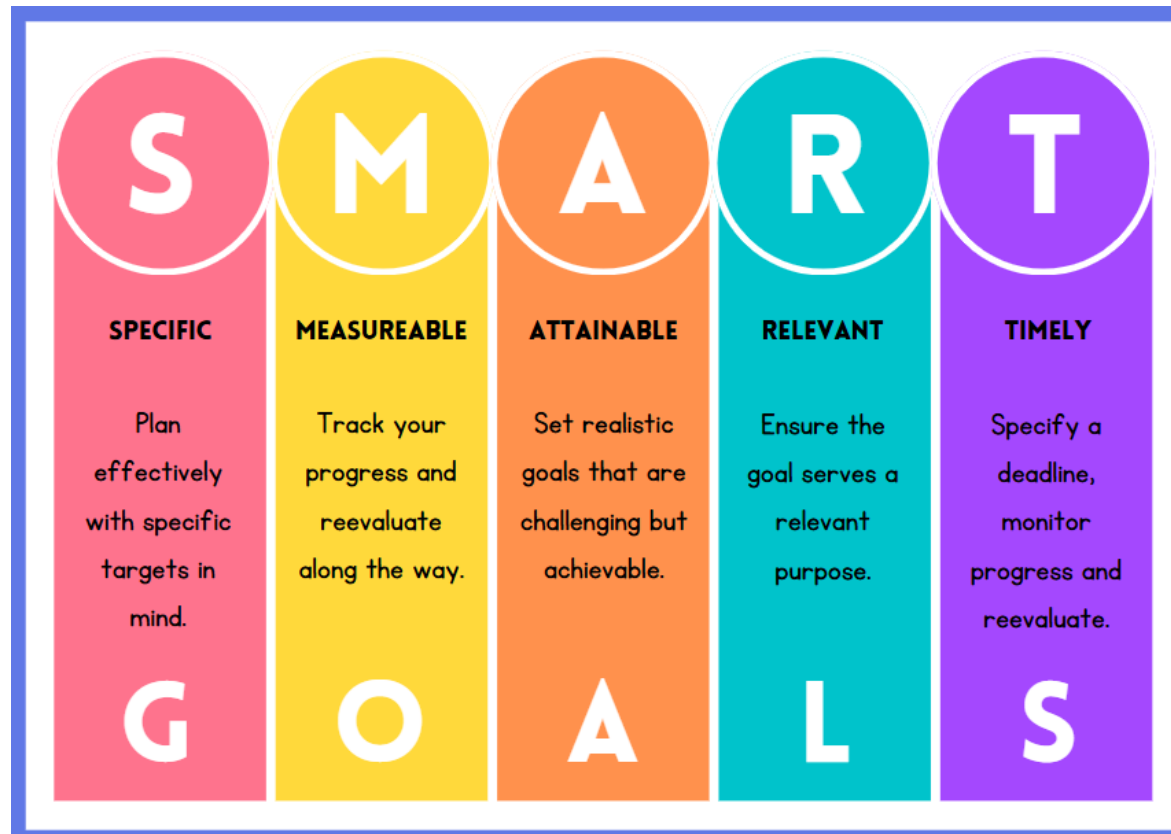 S M A R T
SPECIFIC
Plan
effectively
with specific
targets in
mind.
MEASUREABLE
Track your
progress and
reevaluate
along the way.
ATTAINABLE
Set realistic
goals that are
challenging but
achievable.
RELEVANT
Ensure the
goal serves a
relevant
purpose.
TIMELY
Specify a
deadline,
monitor
progress and
reevaluate.
G O A L S